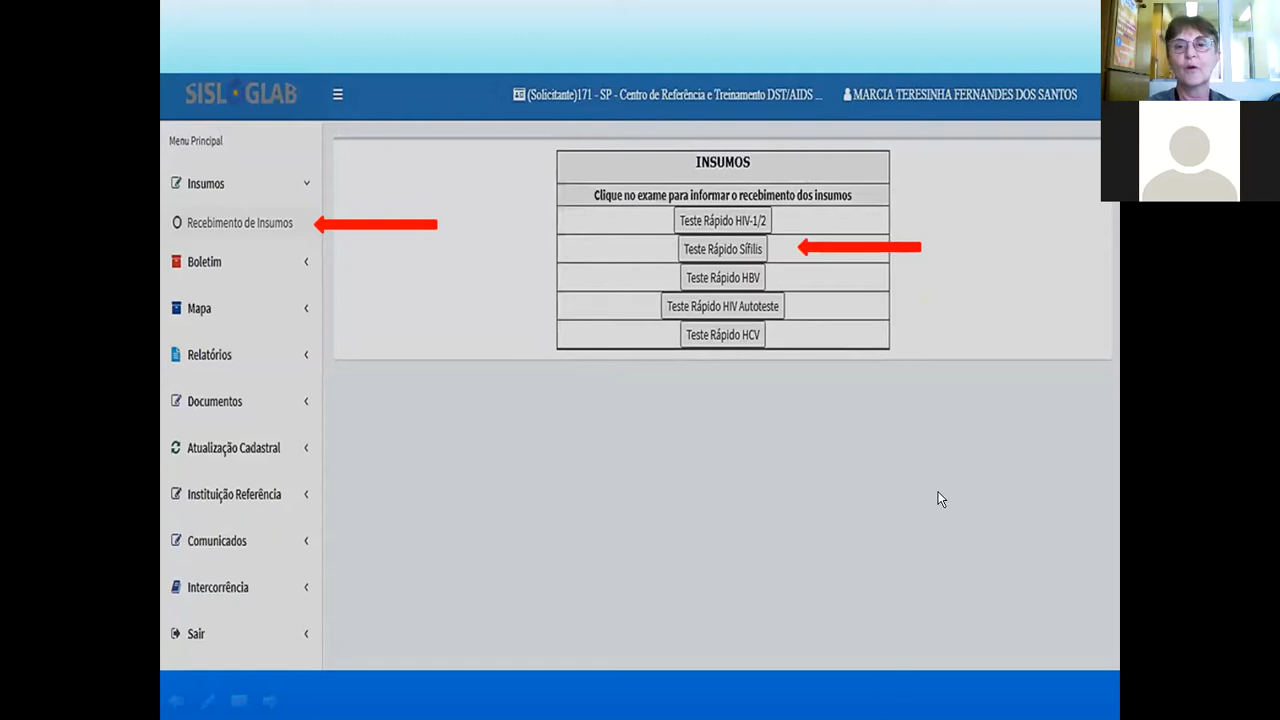 SISLOGLAB
(Solicitante)171 - SP - Centro de Referência e Treinamento DST/AIDS ...
MARCIA TERESINHA FERNANDES DOS SANTOS
Menu Principal
Insumos
Recebimento de Insumos
Boletim
Mapa
Relatórios
Documentos
Atualização Cadastral
Instituição Referência
Comunicados
Intercorrência
Sair
INSUMOS
Clique no exame para informar o recebimento dos insumos
Teste Rápido HIV-1/2
Teste Rápido Sífilis
Teste Rápido HBV
Teste Rápido HIV Autoteste
Teste Rápido HCV